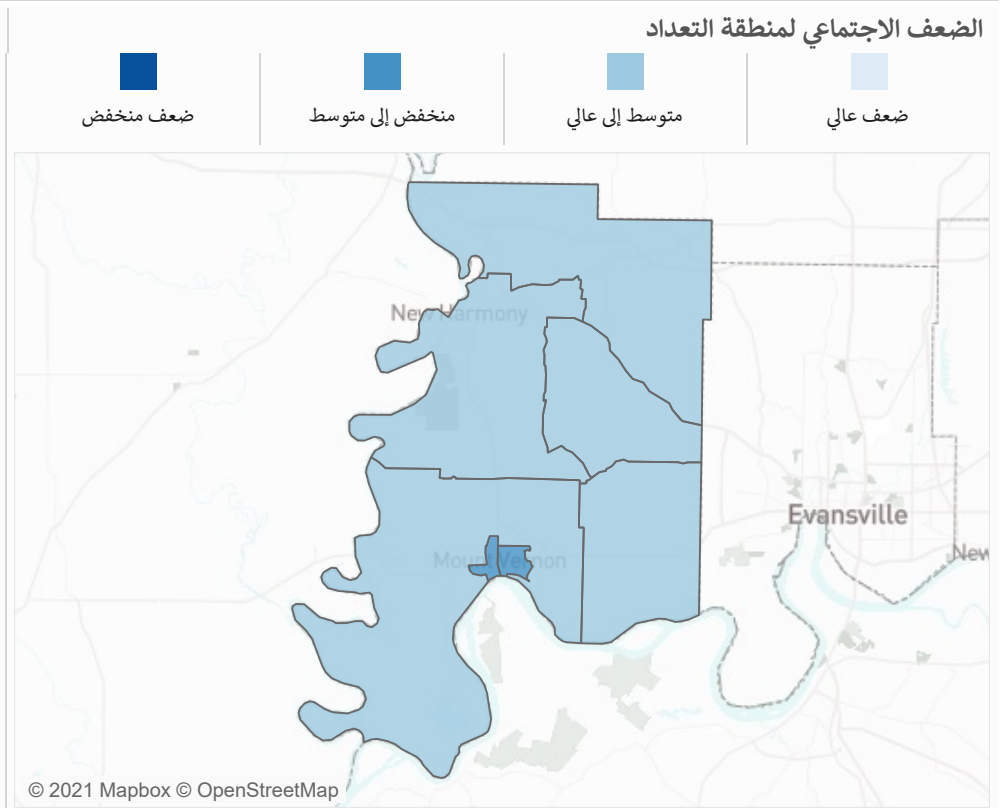 الضعف الاجتماعي لمنطقة التعداد
ضعف عالي
متوسط إلى عالي
منخفض إلى متوسط
ضعف منخفض
New Harmony
Evansville
New
Mount Vernon
© 2021 Mapbox © OpenStreetMap